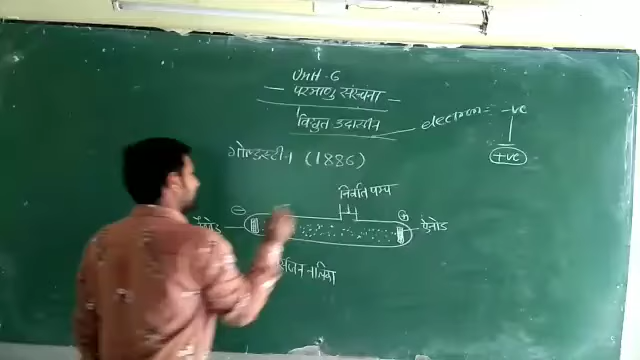 Unit - 6
- परमाणु संरचना -
विद्युत उदासीन
electron = -ve
+ve
गोल्डस्टीन (1886)
निर्वात पम्प
- +
ऐनोड
नलिका